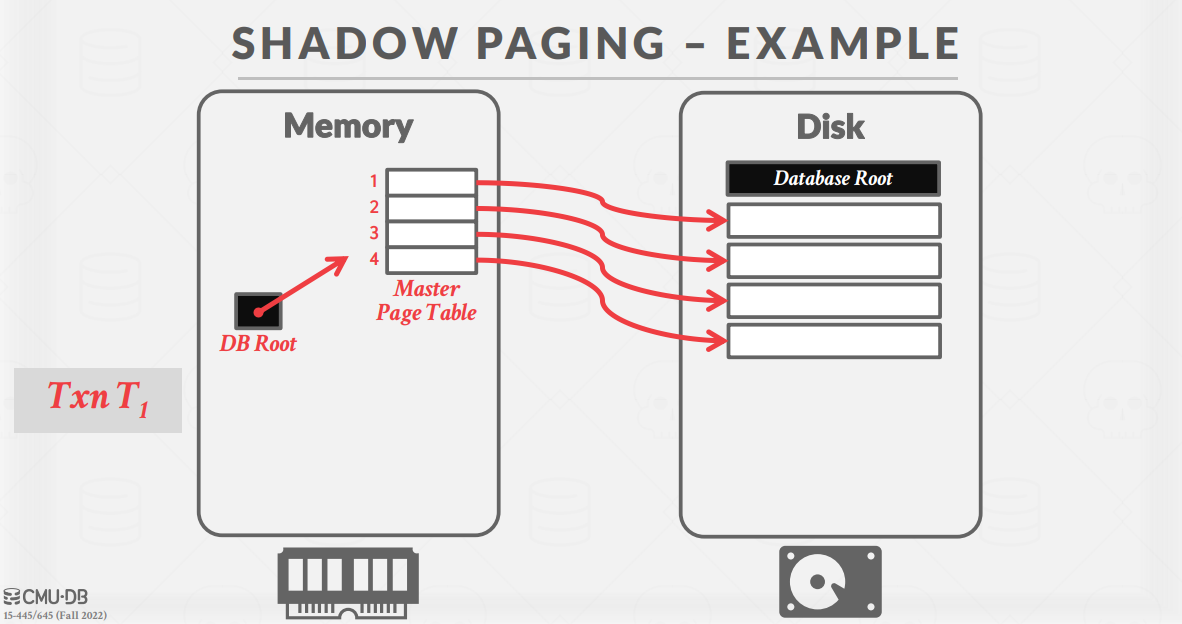 SHADOW PAGING – EXAMPLE
Memory
Disk
1
2
3
4
Master
Page Table
DB Root
Database Root
Txn T1
CMU·DB
15-445/645 (Fall 2022)